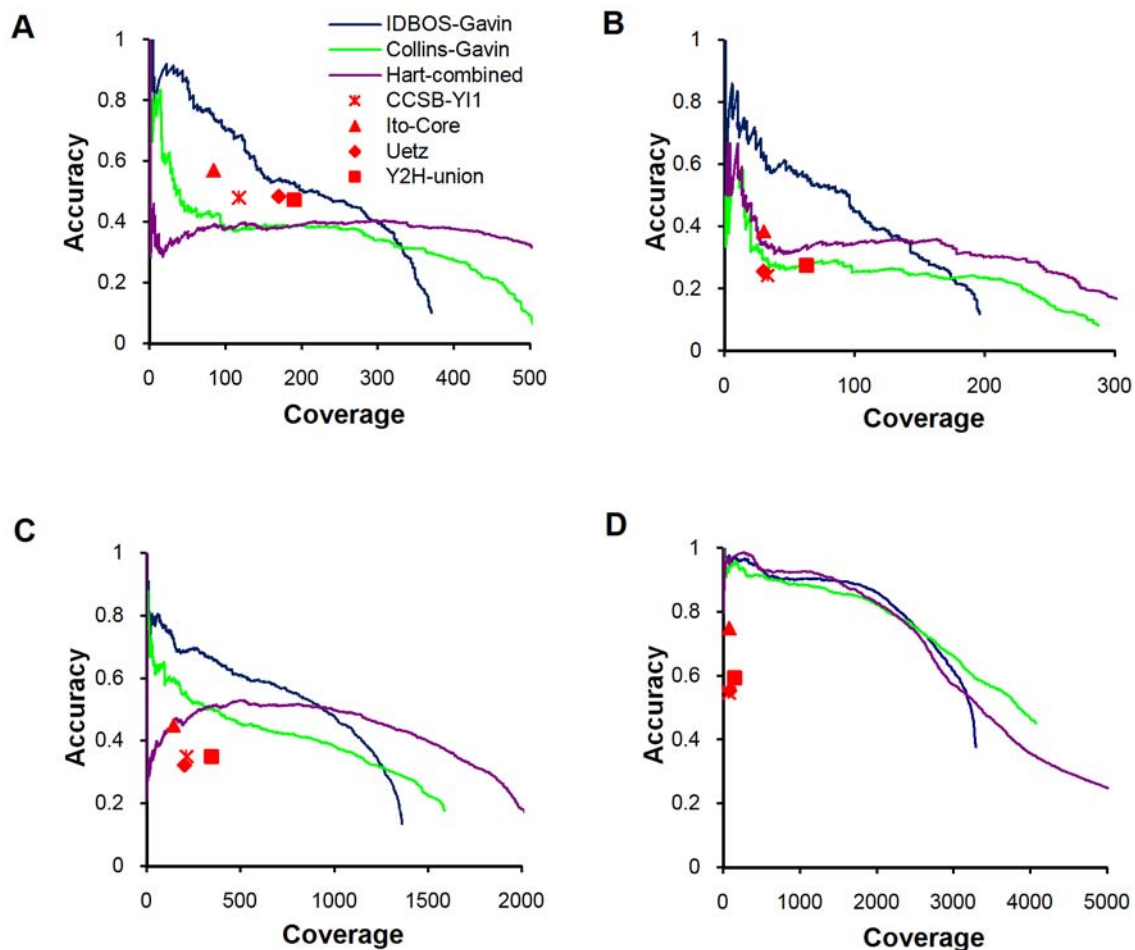 A
IDBOS-Gavin
Collins-Gavin
Hart-combined
CCSB-YI1
Ito-Core
Uetz
Y2H-union
Accuracy
1
0.8
0.6
0.4
0.2
0
0 100 200 300 400 500
Coverage
B
Accuracy
1
0.8
0.6
0.4
0.2
0
0 100 200 300
Coverage
C
Accuracy
1
0.8
0.6
0.4
0.2
0
0 500 1000 1500 2000
Coverage
D
Accuracy
1
0.8
0.6
0.4
0.2
0
0 1000 2000 3000 4000 5000
Coverage